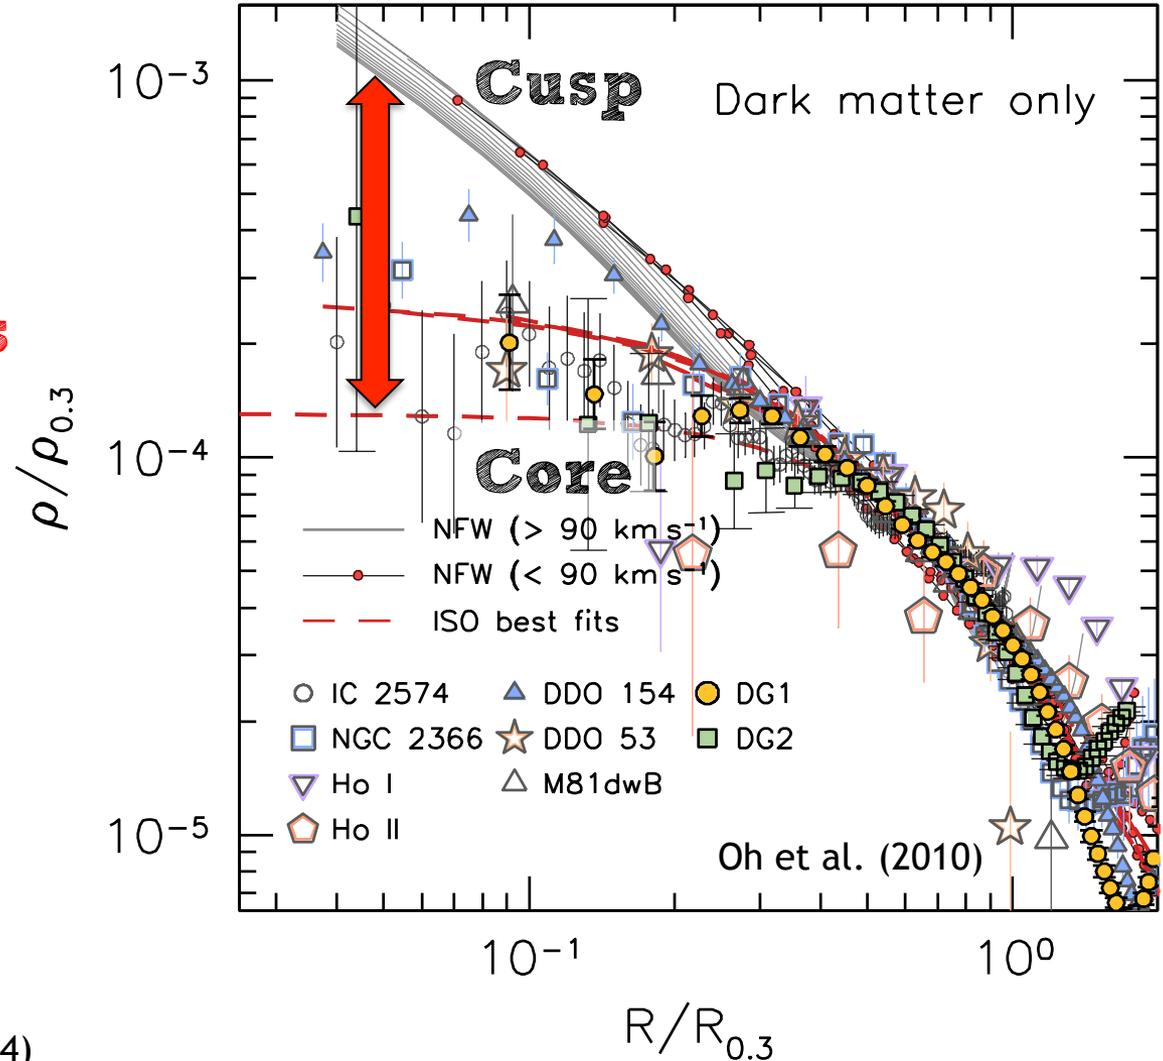 10⁻³
Cusp
Dark matter only
ρ/ρ0.3
10⁻⁴
Core
NFW (> 90 km s⁻¹)
NFW (< 90 km s⁻¹)
ISO best fits
IC 2574 DDO 154 DG1
NGC 2366 DDO 53 DG2
Ho I M81dwB
Ho II
10⁻⁵
Oh et al. (2010)
10⁻¹ 10⁰
R/R0.3
4)